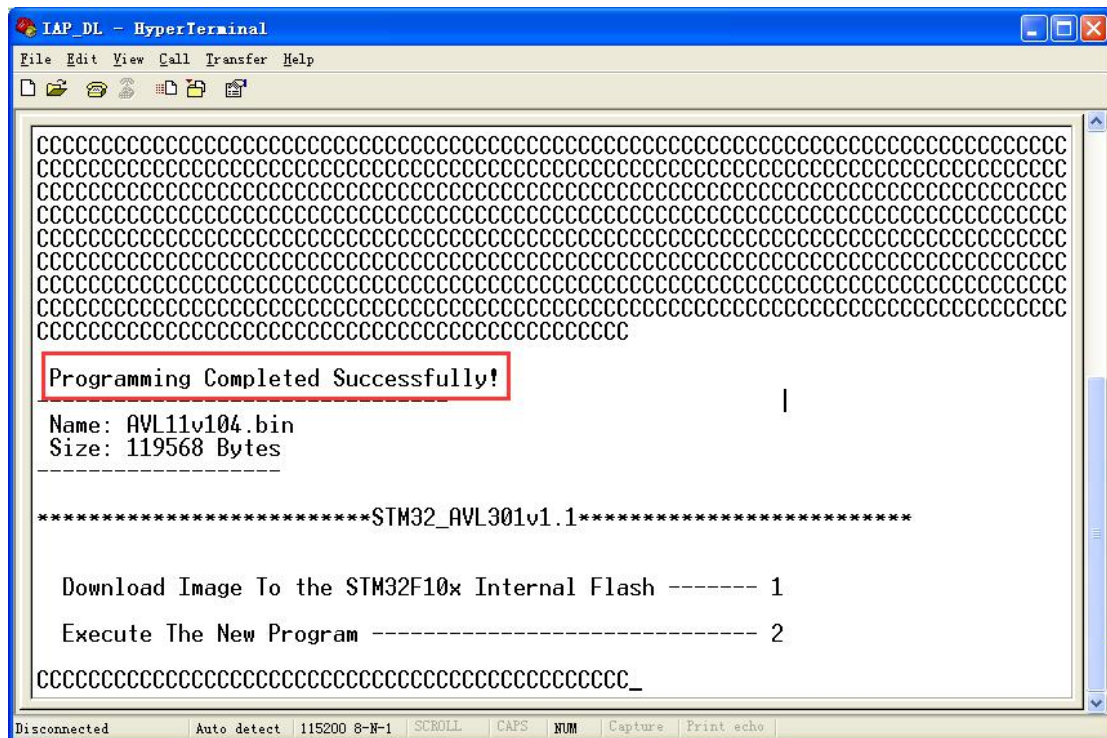 IAP_DL - HyperTerminal
File Edit View Call Transfer Help
CCCCCCCCCCCCCCCCCCCCCCCCCCCCCCCCCCCCCCCCCCCCCCCCCCCCCCCCCCCCCCCCCCCCCCCCCCCCCCCC
CCCCCCCCCCCCCCCCCCCCCCCCCCCCCCCCCCCCCCCCCCCCCCCCCCCCCCCCCCCCCCCCCCCCCCCCCCCCCCCC
CCCCCCCCCCCCCCCCCCCCCCCCCCCCCCCCCCCCCCCCCCCCCCCCCCCCCCCCCCCCCCCCCCCCCCCCCCCCCCCC
CCCCCCCCCCCCCCCCCCCCCCCCCCCCCCCCCCCCCCCCCCCCCCCCCCCCCCCCCCCCCCCCCCCCCCCCCCCCCCCC
CCCCCCCCCCCCCCCCCCCCCCCCCCCCCCCCCCCCCCCCCCCCCCCCCCCCCCCCCCCCCCCCCCCCCCCCCCCCCCCC
CCCCCCCCCCCCCCCCCCCCCCCCCCCCCCCCCCCCCCCCCCCCCCCCCCCCCCCCCCCCCCCCCCCCCCCCCCCCCCCC
CCCCCCCCCCCCCCCCCCCCCCCCCCCCCCCCCCCCCCCCCCCCCCCCCCCCCCCCCCCCCCCCCCCCCCCCCCCCCCCC
CCCCCCCCCCCCCCCCCCCCCCCCCCCCCCCCCCCCCCCCCCCCCCCCCCCCCCCCCCCCCCCCCCCCCCCCCCCCCCCC
CCCCCCCCCCCCCCCCCCCCCCCCCCCCCCCCCCCCCCCCCCCCCC
Programming Completed Successfully!
--------------------------------
Name: AVL11v104.bin
Size: 119568 Bytes
-------------------
**************************STM32_AVL301v1.1**************************
Download Image To the STM32F10x Internal Flash ------- 1
Execute The New Program ------------------------------ 2
CCCCCCCCCCCCCCCCCCCCCCCCCCCCCCCCCCCCCCCCCCCCCC_
Disconnected Auto detect 115200 8-N-1 SCROLL CAPS NUM Capture Print echo